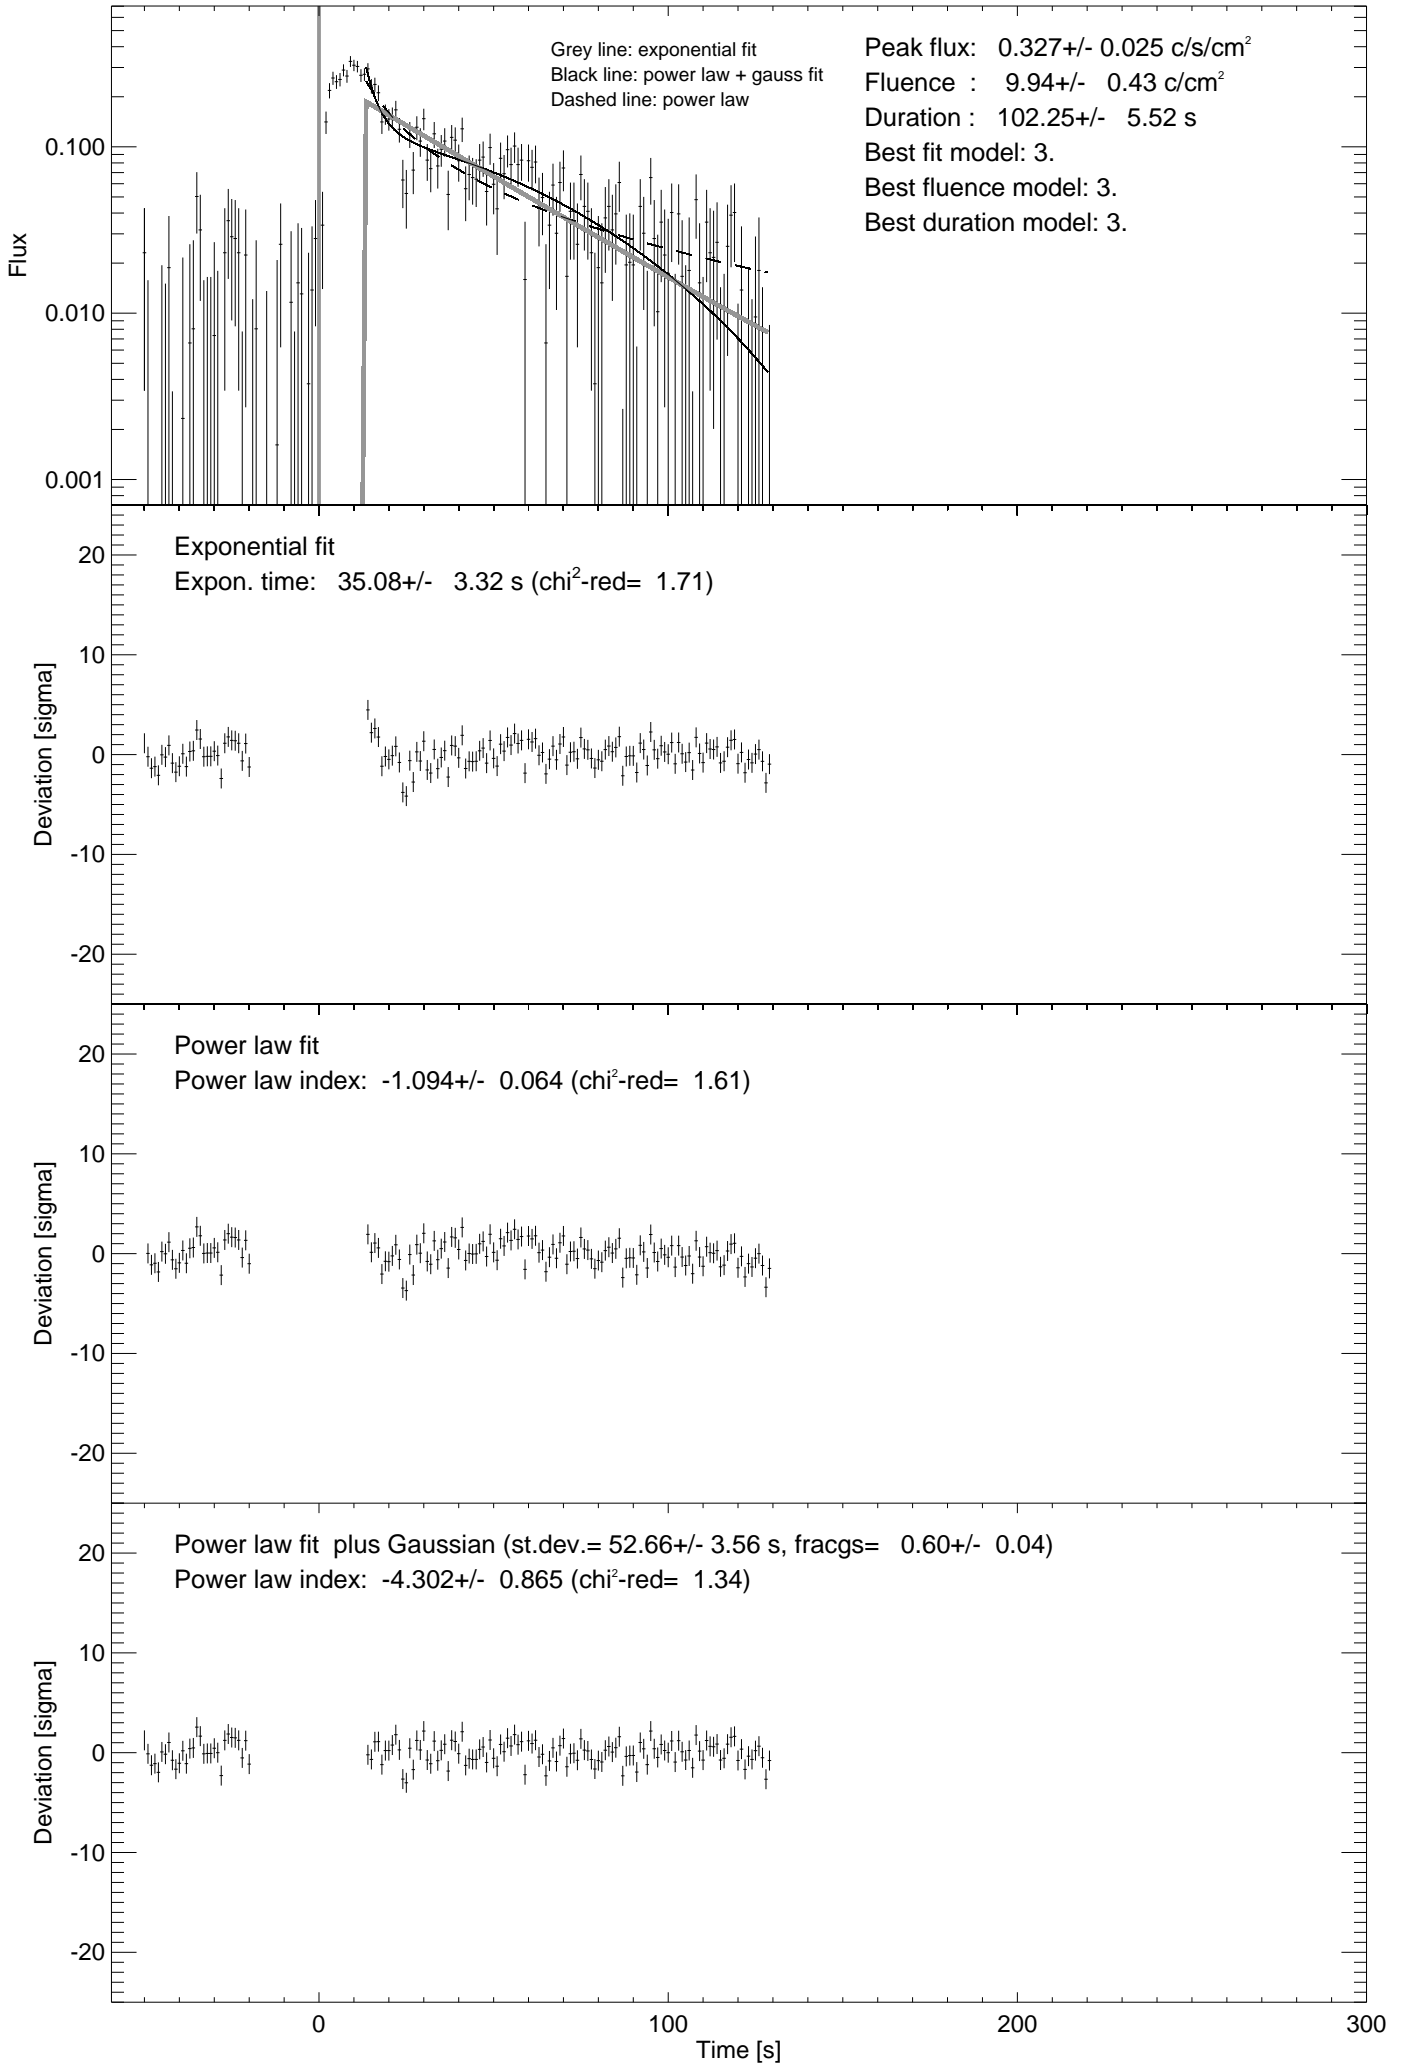 Grey line: exponential fit
Black line: power law + gauss fit
Dashed line: power law
Peak flux: 0.327+/- 0.025 c/s/cm²
Fluence : 9.94+/- 0.43 c/cm²
Duration : 102.25+/- 5.52 s
Best fit model: 3.
Best fluence model: 3.
Best duration model: 3.
Flux
0.100
0.010
0.001
Exponential fit
Expon. time: 35.08+/- 3.32 s (chi²-red= 1.71)
Deviation [sigma]
20
10
0
-10
-20
Power law fit
Power law index: -1.094+/- 0.064 (chi²-red= 1.61)
Deviation [sigma]
20
10
0
-10
-20
Power law fit plus Gaussian (st.dev.= 52.66+/- 3.56 s, fracgs= 0.60+/- 0.04)
Power law index: -4.302+/- 0.865 (chi²-red= 1.34)
Deviation [sigma]
20
10
0
-10
-20
0 100 200 300
Time [s]